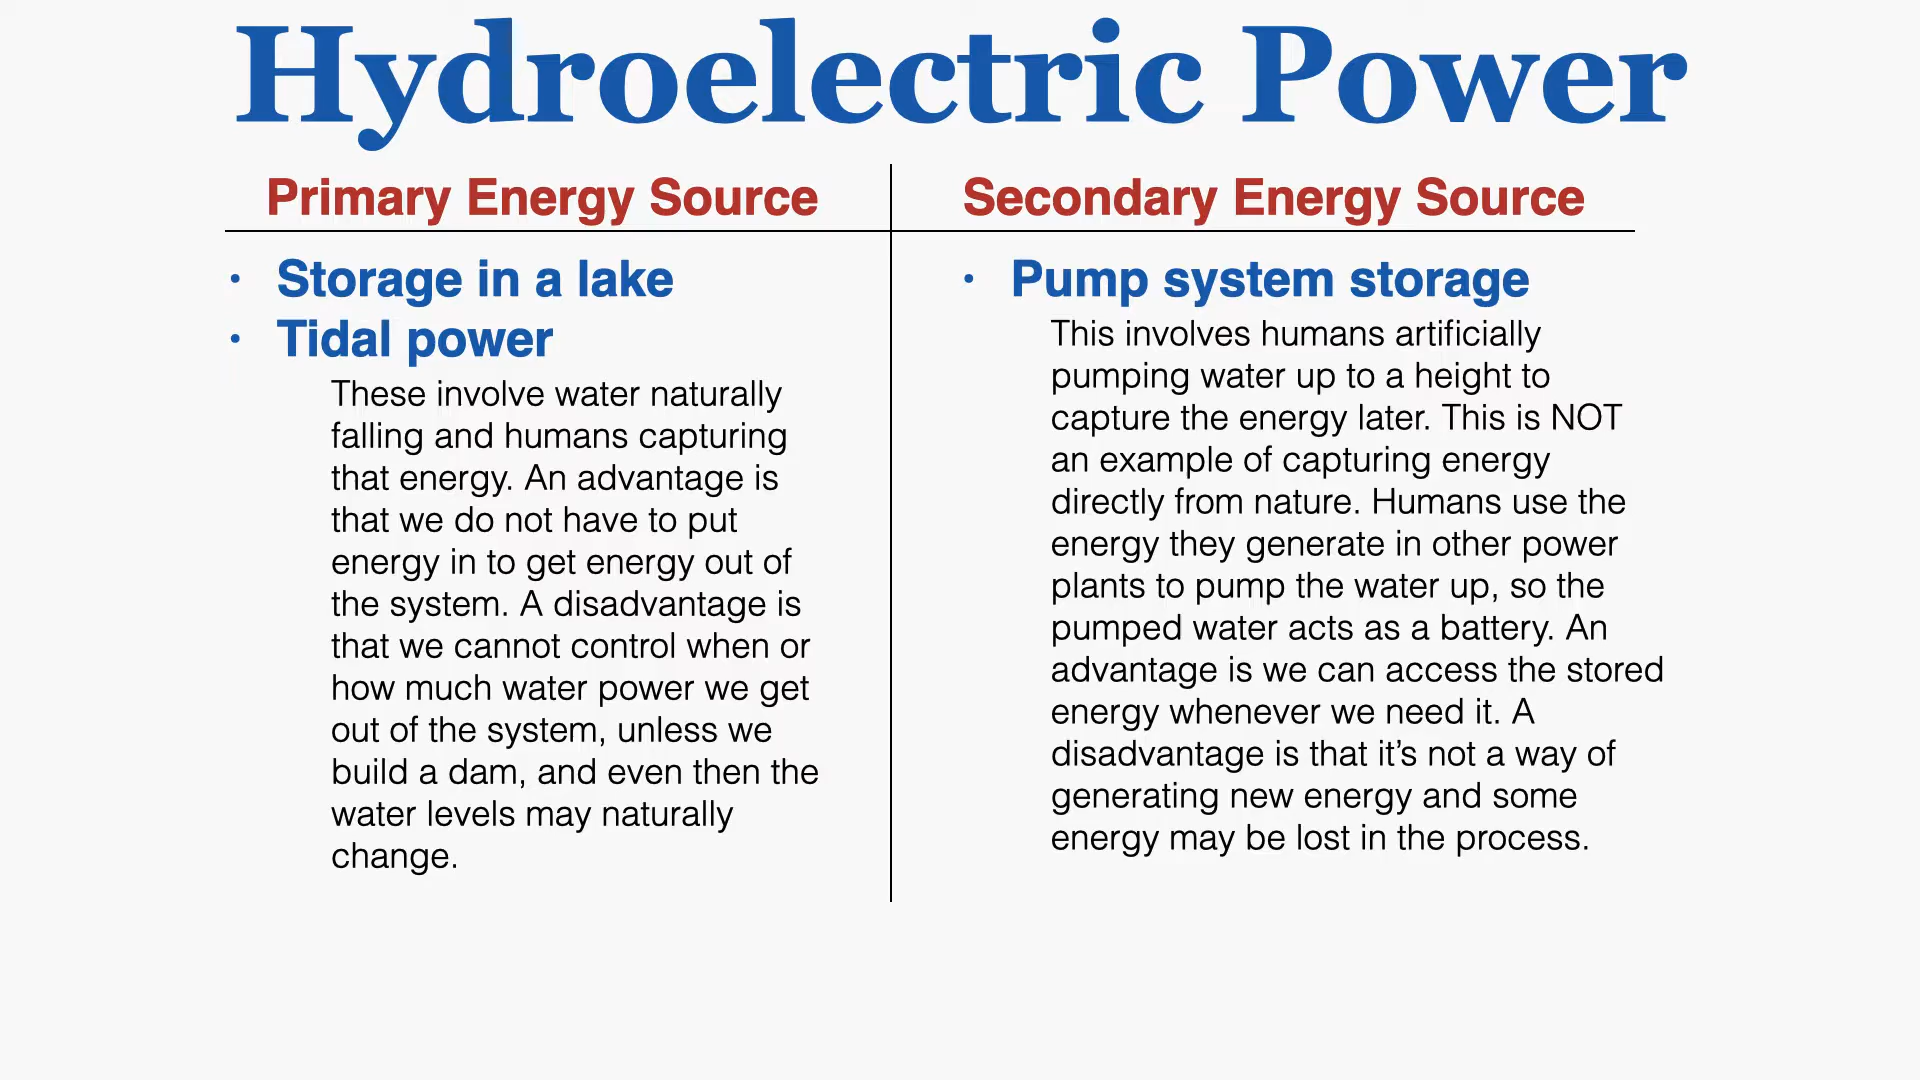 Hydroelectric Power
Primary Energy Source
• Storage in a lake
• Tidal power
These involve water naturally
falling and humans capturing
that energy. An advantage is
that we do not have to put
energy in to get energy out of
the system. A disadvantage is
that we cannot control when or
how much water power we get
out of the system, unless we
build a dam, and even then the
water levels may naturally
change.
Secondary Energy Source
• Pump system storage
This involves humans artificially
pumping water up to a height to
capture the energy later. This is NOT
an example of capturing energy
directly from nature. Humans use the
energy they generate in other power
plants to pump the water up, so the
pumped water acts as a battery. An
advantage is we can access the stored
energy whenever we need it. A
disadvantage is that it’s not a way of
generating new energy and some
energy may be lost in the process.